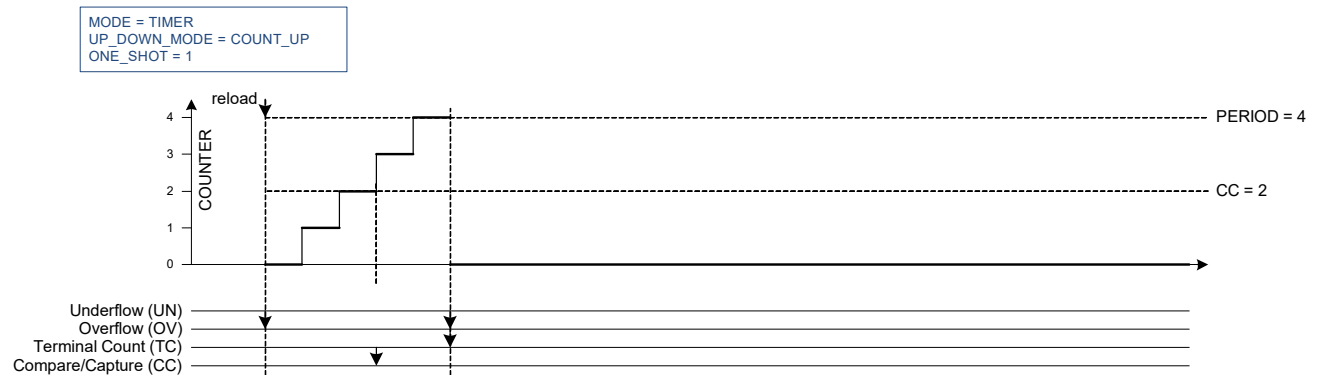 MODE = TIMER
UP_DOWN_MODE = COUNT_UP
ONE_SHOT = 1
reload
4
PERIOD = 4
3
COUNTER
2
CC = 2
1
0
Underflow (UN)
Overflow (OV)
Terminal Count (TC)
Compare/Capture (CC)